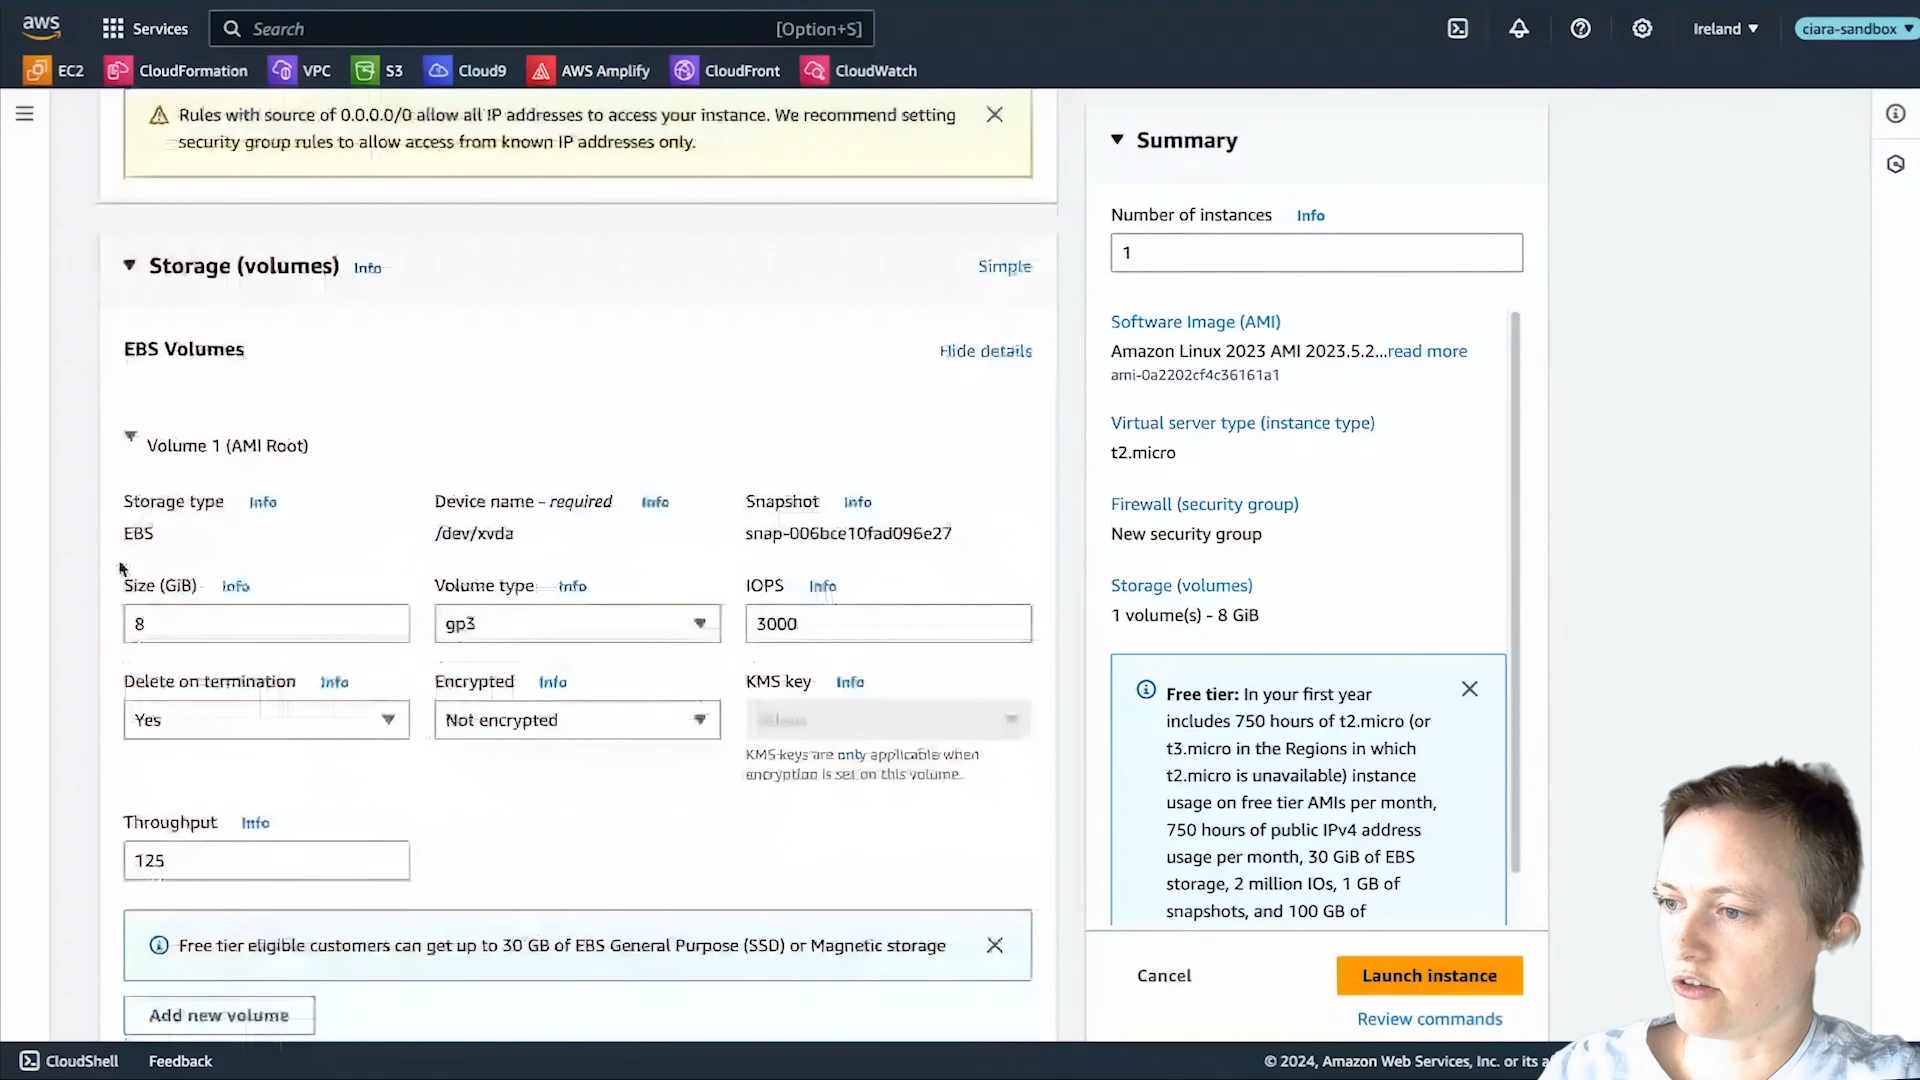 aws
Services
Search
[Option+S]
Ireland
ciara-sandbox
EC2
CloudFormation
VPC
S3
Cloud9
AWS Amplify
CloudFront
CloudWatch
Rules with source of 0.0.0.0/0 allow all IP addresses to access your instance. We recommend setting
security group rules to allow access from known IP addresses only.
Storage (volumes) Info
Simple
EBS Volumes
Hide details
Volume 1 (AMI Root)
Storage type Info
EBS
Device name - required Info
/dev/xvda
Snapshot Info
snap-006bce10fad096e27
Size (GiB) Info
8
Volume type Info
gp3
IOPS Info
3000
Delete on termination Info
Yes
Encrypted Info
Not encrypted
KMS key Info
KMS keys are only applicable when
encryption is set on this volume.
Throughput Info
125
Free tier eligible customers can get up to 30 GB of EBS General Purpose (SSD) or Magnetic storage
Add new volume
Summary
Number of instances Info
1
Software Image (AMI)
Amazon Linux 2023 AMI 2023.5.2...read more
ami-0a2202cf4c36161a1
Virtual server type (instance type)
t2.micro
Firewall (security group)
New security group
Storage (volumes)
1 volume(s) - 8 GiB
Free tier: In your first year
includes 750 hours of t2.micro (or
t3.micro in the Regions in which
t2.micro is unavailable) instance
usage on free tier AMIs per month,
750 hours of public IPv4 address
usage per month, 30 GiB of EBS
storage, 2 million IOs, 1 GB of
snapshots, and 100 GB of
Cancel
Launch instance
Review commands
CloudShell
Feedback
© 2024, Amazon Web Services, Inc. or its